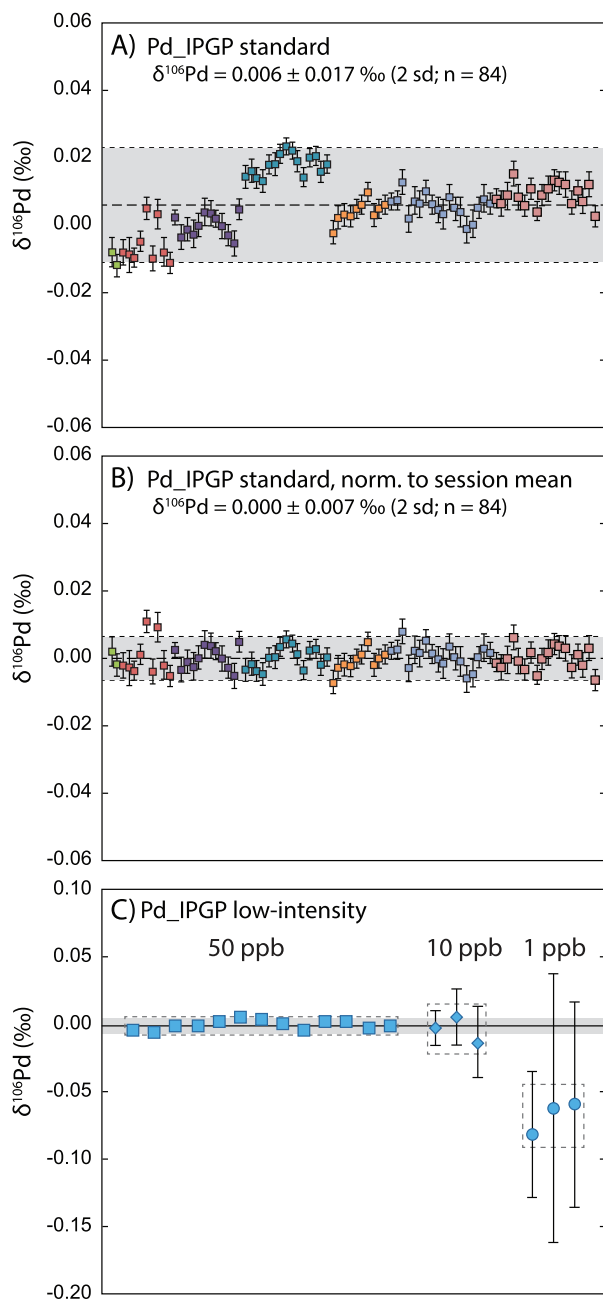 A) Pd_IPGP standard
δ¹⁰⁶Pd = 0.006 ± 0.017 ‰ (2 sd; n = 84)
0.06
0.04
0.02
0.00
-0.02
-0.04
-0.06
δ¹⁰⁶Pd (‰)
B) Pd_IPGP standard, norm. to session mean
δ¹⁰⁶Pd = 0.000 ± 0.007 ‰ (2 sd; n = 84)
0.06
0.04
0.02
0.00
-0.02
-0.04
-0.06
δ¹⁰⁶Pd (‰)
C) Pd_IPGP low-intensity
50 ppb 10 ppb 1 ppb
0.10
0.05
0.00
-0.05
-0.10
-0.15
-0.20
δ¹⁰⁶Pd (‰)